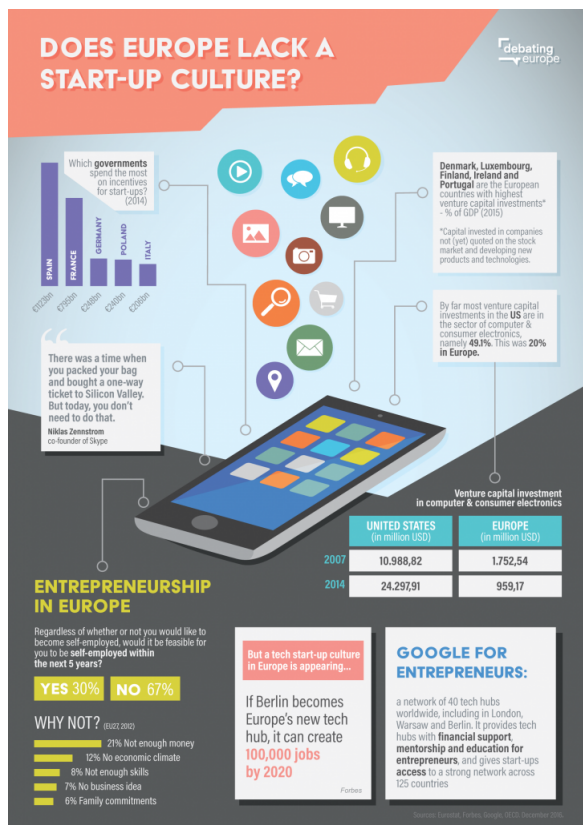 DOES EUROPE LACK A
START-UP CULTURE?
debating
europe
Which governments
spend the most
on incentives
for start-ups?
(2014)
SPAIN
FRANCE
GERMANY
POLAND
ITALY
€795bn
€248bn
€240bn
€206bn
Denmark, Luxembourg,
Finland, Ireland and
Portugal are the European
countries with highest
venture capital investments*
- % of GDP (2015)
*Capital invested in companies
not (yet) quoted on the stock
market and developing new
products and technologies.
By far most venture capital
investments in the US are in
the sector of computer &
consumer electronics,
namely 49.1%. This was 20%
in Europe.
There was a time when
you packed your bag
and bought a one-way
ticket to Silicon Valley.
But today, you don't
need to do that.
Niklas Zennstrom
co-founder of Skype
Venture capital investment
in computer & consumer electronics
UNITED STATES
(in million USD)
EUROPE
(in million USD)
2007 10.988,82 1.752,54
2014 24.297,91 959,17
ENTREPRENEURSHIP
IN EUROPE
Regardless of whether or not you would like to
become self-employed, would it be feasible for
you to be self-employed within
the next 5 years?
YES 30% NO 67%
WHY NOT? (EU27, 2012)
21% Not enough money
12% No economic climate
8% Not enough skills
7% No business idea
6% Family commitments
But a tech start-up culture
in Europe is appearing...
If Berlin becomes
Europe's new tech
hub, it can create
100,000 jobs
by 2020
Forbes
GOOGLE FOR
ENTREPRENEURS:
a network of 40 tech hubs
worldwide, including in London,
Warsaw and Berlin. It provides tech
hubs with financial support,
mentorship and education for
entrepreneurs, and gives start-ups
access to a strong network across
125 countries
Sources: Eurostat, Forbes, Google, OECD. December 2016.